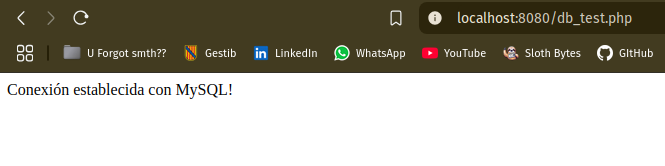 localhost:8080/db_test.php
U Forgot smth??
Gestib
LinkedIn
WhatsApp
YouTube
Sloth Bytes
GItHub
Conexión establecida con MySQL!